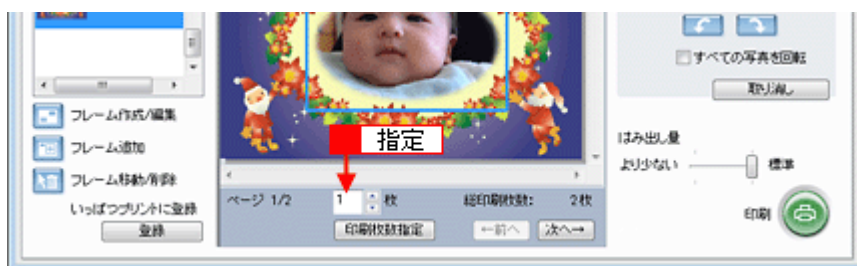 フレーム作成/編集
フレーム追加
フレーム移動/削除
いっぱつプリントに登録
登録
指定
ページ 1/2
1
枚
総印刷枚数:
2枚
印刷枚数指定
←前へ
次へ→
すべての写真を回転
取り消し
はみ出し量
より少ない
標準
印刷